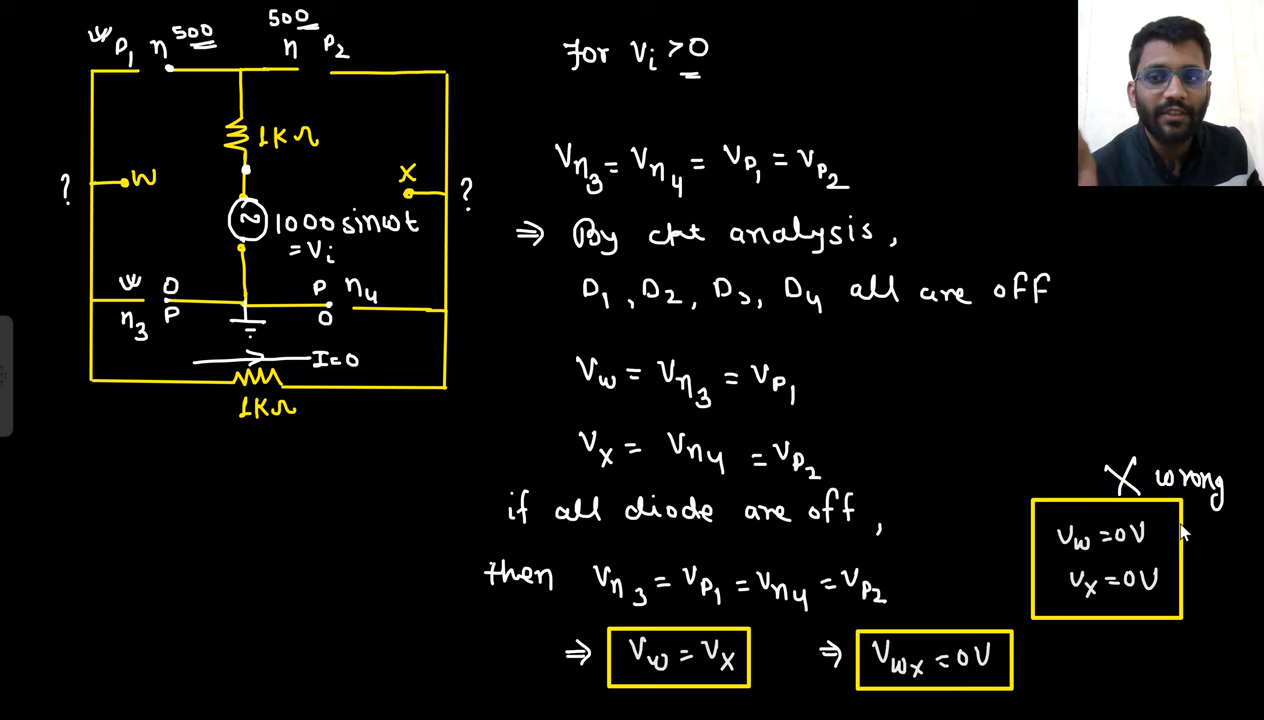 500 500
ψ P1 n n P2
1KΩ
? W X ?
1000 sinωt
= Vi
ψ 0 P n4
n3 P 0
I=0
1KΩ
for Vi > 0
Vn3 = Vn4 = VP1 = VP2
⇒ By ckt analysis,
D1, D2, D3, D4 all are off
Vw = Vn3 = VP1
Vx = Vn4 = VP2
if all diode are off,
then Vn3 = VP1 = Vn4 = VP2
⇒ Vw = Vx ⇒ Vwx = 0V
X wrong
Vw = 0V
Vx = 0V